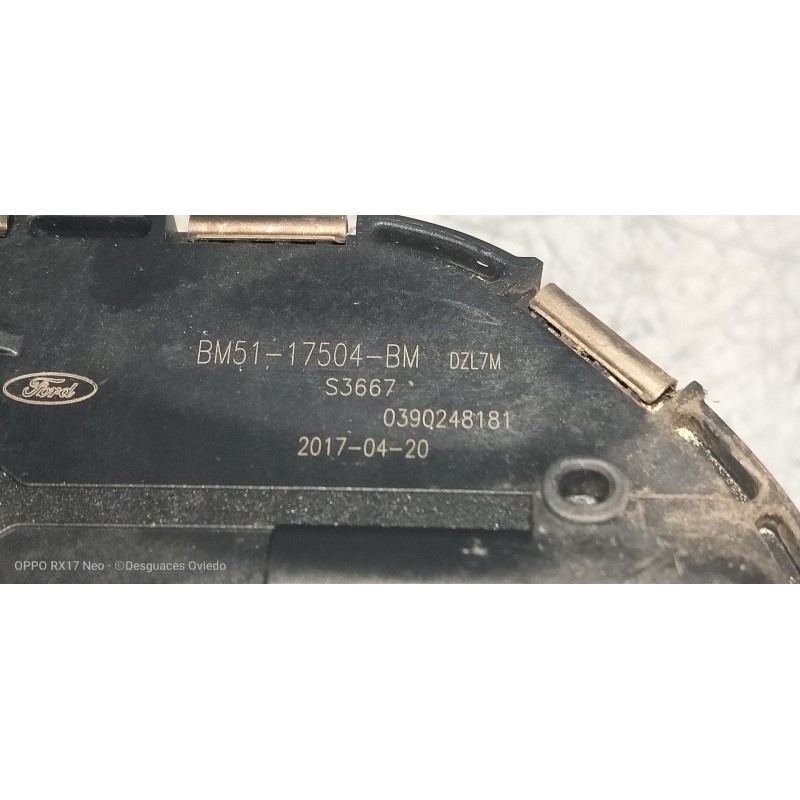 BM51-17504-BM DZL7M
S3667
Ford
0390248181
2017-04-20
OPPO RX17 Neo - ©Desguaces Oviedo